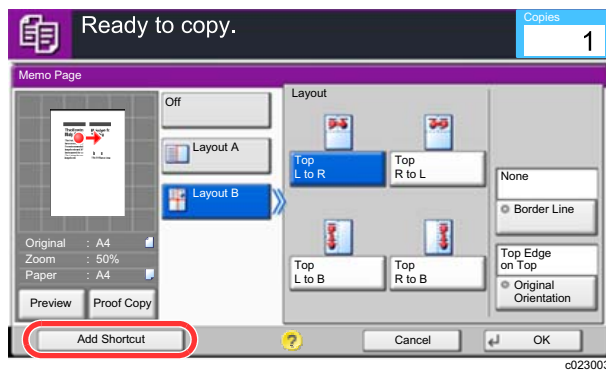 Ready to copy.
Copies
1
Memo Page
Off
Layout A
Layout B
Layout
Top
L to R
Top
R to L
Top
L to B
Top
R to B
None
Border Line
Top Edge
on Top
Original
Orientation
Original : A4
Zoom : 50%
Paper : A4
Preview
Proof Copy
Add Shortcut
?
Cancel
OK
c023003